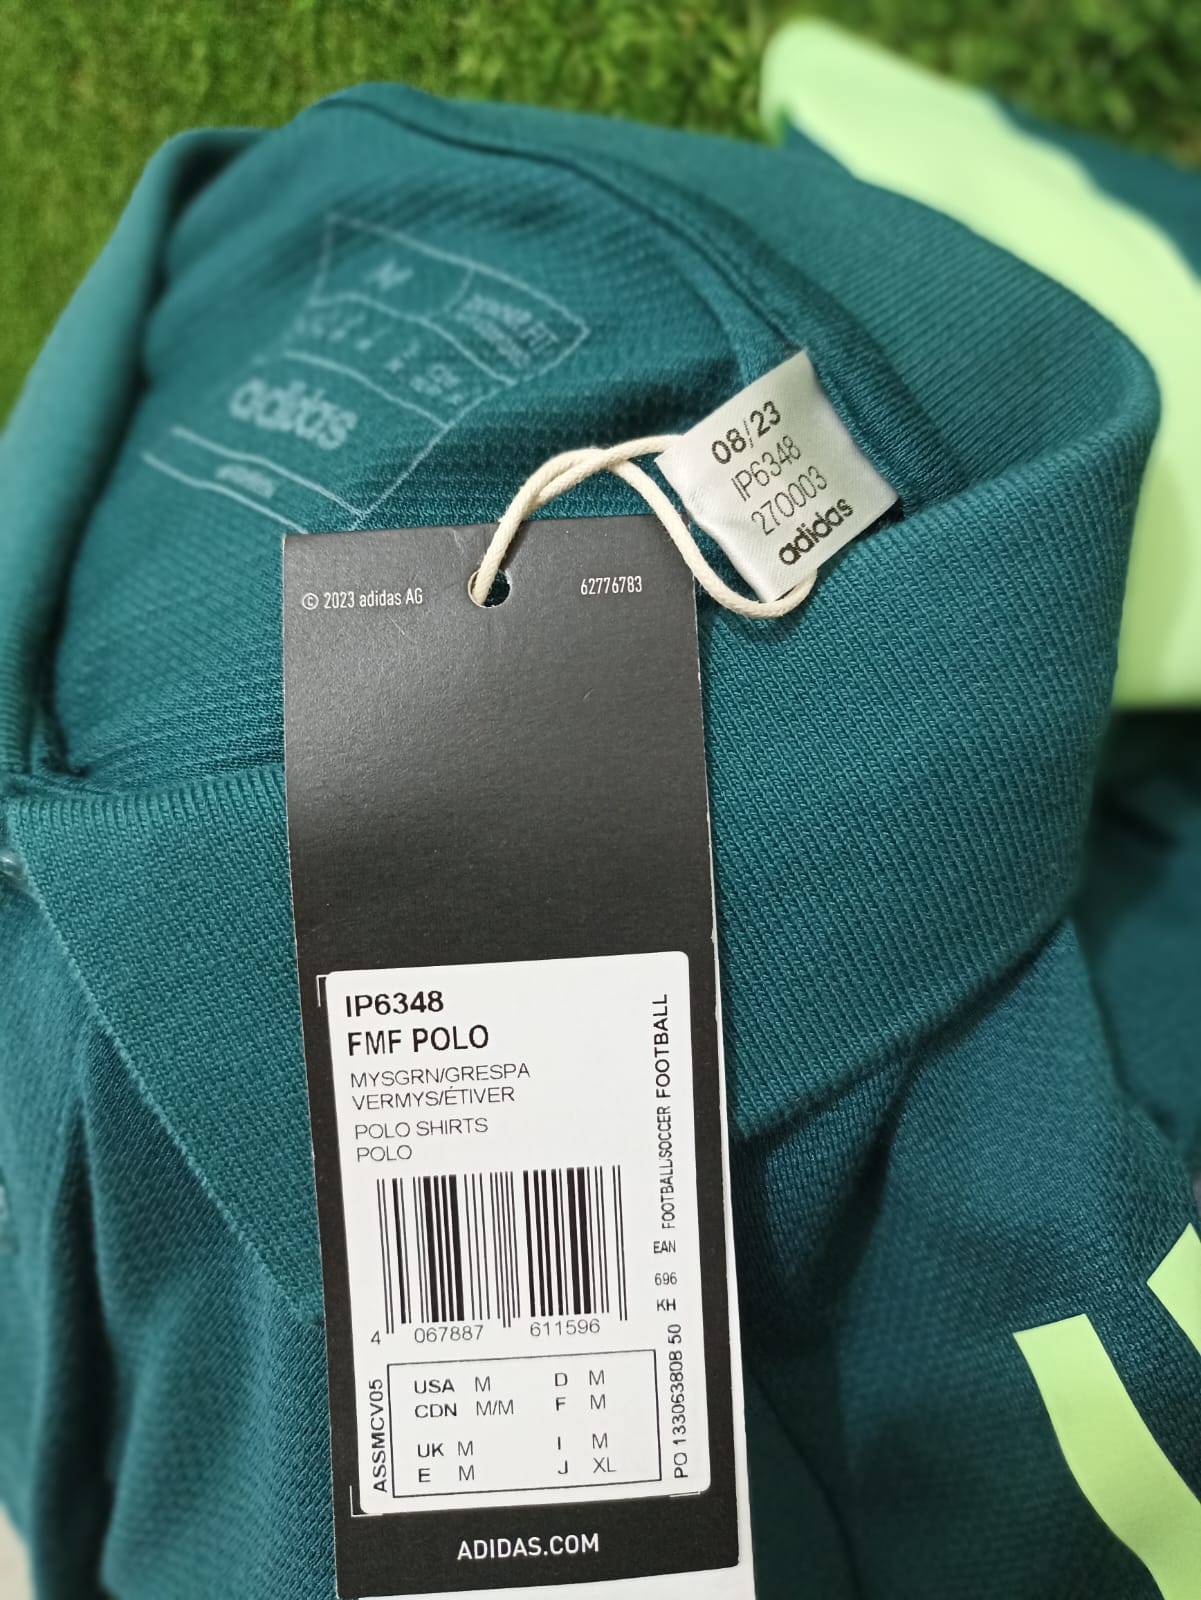 M
adidas
08/23
IP6348
270003
adidas
© 2023 adidas AG
62776783
IP6348
FMF POLO
MYSGRN/GRESPA
VERMYS/ÉTIVER
POLO SHIRTS
POLO
4 067887 611596
USA M D M
CDN M/M F M
UK M I M
E M J XL
ASSMCV05
FOOTBALL/SOCCER FOOTBALL
EAN
696
KH
PO 133063808 50
ADIDAS.COM